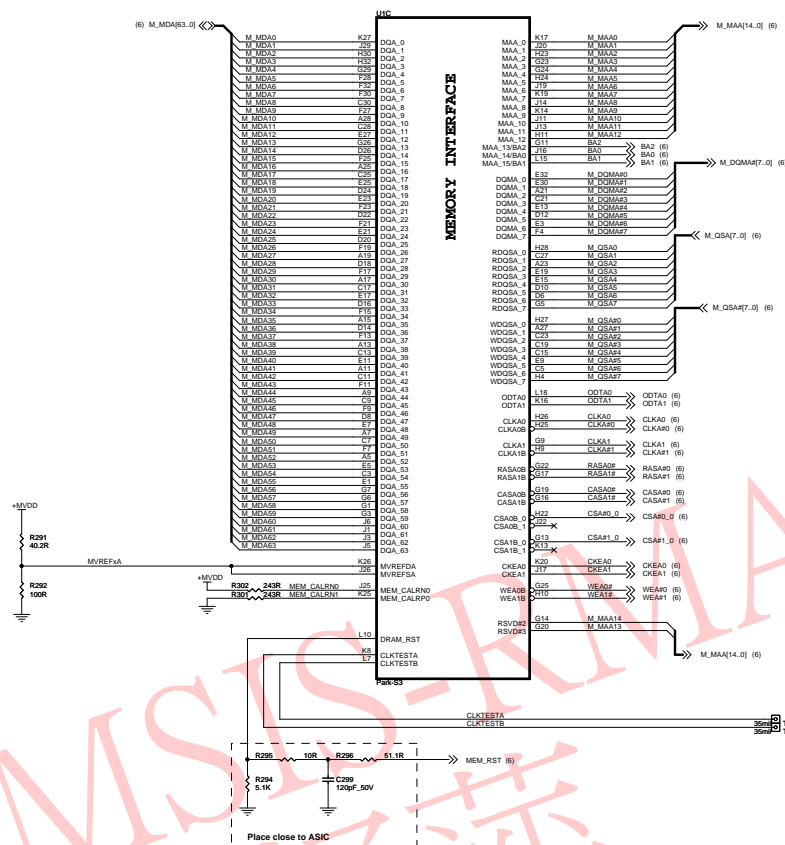 U1C
(6) M_MDA[63..0]
MEMORY INTERFACE
M_MDA0 K27 DQA_0
M_MDA1 J29 DQA_1
M_MDA2 H30 DQA_2
M_MDA3 H32 DQA_3
M_MDA4 G29 DQA_4
M_MDA5 F28 DQA_5
M_MDA6 F32 DQA_6
M_MDA7 F30 DQA_7
M_MDA8 C30 DQA_8
M_MDA9 F27 DQA_9
M_MDA10 A28 DQA_10
M_MDA11 C28 DQA_11
M_MDA12 E27 DQA_12
M_MDA13 G26 DQA_13
M_MDA14 D26 DQA_14
M_MDA15 F25 DQA_15
M_MDA16 A25 DQA_16
M_MDA17 C25 DQA_17
M_MDA18 E25 DQA_18
M_MDA19 D24 DQA_19
M_MDA20 E23 DQA_20
M_MDA21 F23 DQA_21
M_MDA22 D22 DQA_22
M_MDA23 F21 DQA_23
M_MDA24 E21 DQA_24
M_MDA25 D20 DQA_25
M_MDA26 F19 DQA_26
M_MDA27 A19 DQA_27
M_MDA28 D18 DQA_28
M_MDA29 F17 DQA_29
M_MDA30 A17 DQA_30
M_MDA31 C17 DQA_31
M_MDA32 E17 DQA_32
M_MDA33 D16 DQA_33
M_MDA34 F15 DQA_34
M_MDA35 A15 DQA_35
M_MDA36 D14 DQA_36
M_MDA37 F13 DQA_37
M_MDA38 A13 DQA_38
M_MDA39 C13 DQA_39
M_MDA40 E11 DQA_40
M_MDA41 A11 DQA_41
M_MDA42 C11 DQA_42
M_MDA43 F11 DQA_43
M_MDA44 A9 DQA_44
M_MDA45 C9 DQA_45
M_MDA46 F9 DQA_46
M_MDA47 D8 DQA_47
M_MDA48 E7 DQA_48
M_MDA49 A7 DQA_49
M_MDA50 C7 DQA_50
M_MDA51 F7 DQA_51
M_MDA52 A5 DQA_52
M_MDA53 E5 DQA_53
M_MDA54 C3 DQA_54
M_MDA55 E1 DQA_55
M_MDA56 G7 DQA_56
M_MDA57 G6 DQA_57
M_MDA58 G1 DQA_58
M_MDA59 G3 DQA_59
M_MDA60 J6 DQA_60
M_MDA61 J1 DQA_61
M_MDA62 J3 DQA_62
M_MDA63 J5 DQA_63
+MVDD
R291
40.2R
MVREFxA K26 MVREFDA
J26 MVREFSA
R292
100R
+MVDD
R302 243R MEM_CALRN0 J25 MEM_CALRN0
R301 243R MEM_CALRN1 K25 MEM_CALRP0
L10 DRAM_RST
K8 CLKTESTA
L7 CLKTESTB
Park-S3
MAA_0 K17 M_MAA0
MAA_1 J20 M_MAA1
MAA_2 H23 M_MAA2
MAA_3 G23 M_MAA3
MAA_4 G24 M_MAA4
MAA_5 H24 M_MAA5
MAA_6 J19 M_MAA6
MAA_7 K19 M_MAA7
MAA_8 J14 M_MAA8
MAA_9 K14 M_MAA9
MAA_10 J11 M_MAA10
MAA_11 J13 M_MAA11
MAA_12 H11 M_MAA12
M_MAA[14..0] (6)
MAA_13/BA2 G11 BA2 BA2 (6)
MAA_14/BA0 J16 BA0 BA0 (6)
MAA_15/BA1 L15 BA1 BA1 (6)
M_DQMA#[7..0] (6)
DQMA_0 E32 M_DQMA#0
DQMA_1 E30 M_DQMA#1
DQMA_2 A21 M_DQMA#2
DQMA_3 C21 M_DQMA#3
DQMA_4 E13 M_DQMA#4
DQMA_5 D12 M_DQMA#5
DQMA_6 E3 M_DQMA#6
DQMA_7 F4 M_DQMA#7
M_QSA[7..0] (6)
RDQSA_0 H28 M_QSA0
RDQSA_1 C27 M_QSA1
RDQSA_2 A23 M_QSA2
RDQSA_3 E19 M_QSA3
RDQSA_4 E15 M_QSA4
RDQSA_5 D10 M_QSA5
RDQSA_6 D6 M_QSA6
RDQSA_7 G5 M_QSA7
M_QSA#[7..0] (6)
WDQSA_0 H27 M_QSA#0
WDQSA_1 A27 M_QSA#1
WDQSA_2 C23 M_QSA#2
WDQSA_3 C19 M_QSA#3
WDQSA_4 C15 M_QSA#4
WDQSA_5 E9 M_QSA#5
WDQSA_6 C5 M_QSA#6
WDQSA_7 H4 M_QSA#7
ODTA0 L18 ODTA0 ODTA0 (6)
ODTA1 K16 ODTA1 ODTA1 (6)
CLKA0 H26 CLKA0 CLKA0 (6)
CLKA0B H25 CLKA#0 CLKA#0 (6)
CLKA1 G9 CLKA1 CLKA1 (6)
CLKA1B H9 CLKA#1 CLKA#1 (6)
RASA0B G22 RASA0# RASA#0 (6)
RASA1B G17 RASA1# RASA#1 (6)
CASA0B G19 CASA0# CASA#0 (6)
CASA1B G16 CASA1# CASA#1 (6)
CSA0B_0 H22 CSA#0_0 CSA#0_0 (6)
CSA0B_1 J22
CSA1B_0 G13 CSA#1_0 CSA#1_0 (6)
CSA1B_1 K13
CKEA0 K20 CKEA0 CKEA0 (6)
CKEA1 J17 CKEA1 CKEA1 (6)
WEA0B G25 WEA0# WEA#0 (6)
WEA1B H10 WEA1# WEA#1 (6)
RSVD#2 G14 M_MAA14
RSVD#3 G20 M_MAA13
M_MAA[14..0] (6)
CLKTESTA 35mil
CLKTESTB 35mil
R295 10R R296 51.1R MEM_RST (6)
R294
5.1K
C299
120pF_50V
Place close to ASIC
MSIS-RMA